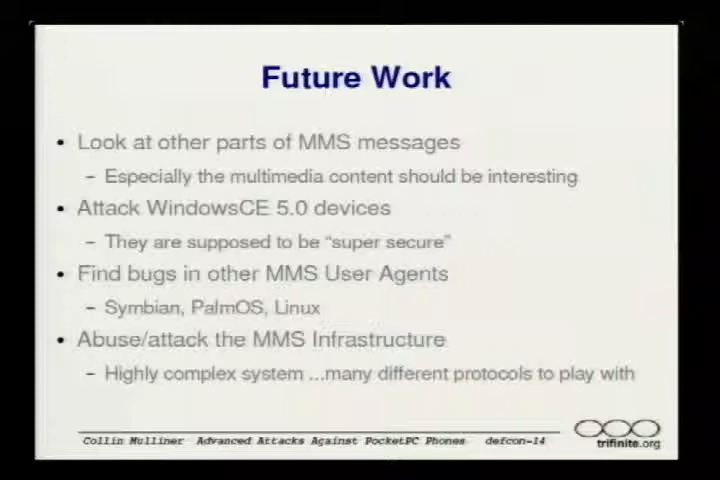 Future Work
• Look at other parts of MMS messages
– Especially the multimedia content should be interesting
• Attack WindowsCE 5.0 devices
– They are supposed to be “super secure”
• Find bugs in other MMS User Agents
– Symbian, PalmOS, Linux
• Abuse/attack the MMS Infrastructure
– Highly complex system ...many different protocols to play with
Collin Mulliner Advanced Attacks Against PocketPC Phones defcon-14
trifinite.org